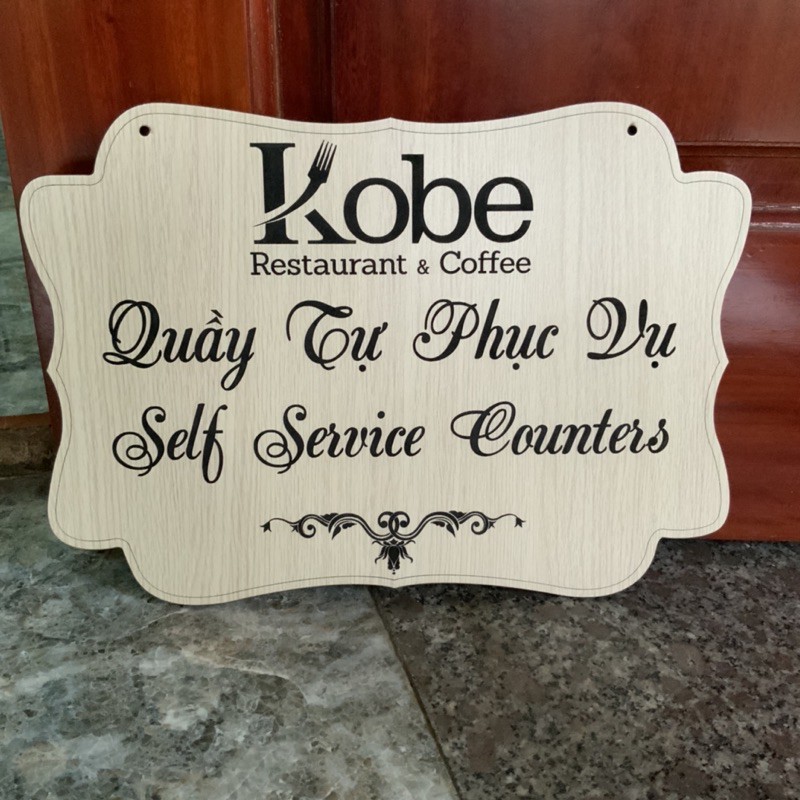 Kobe
Restaurant & Coffee
Quầy Tự Phục Vụ
Self Service Counters